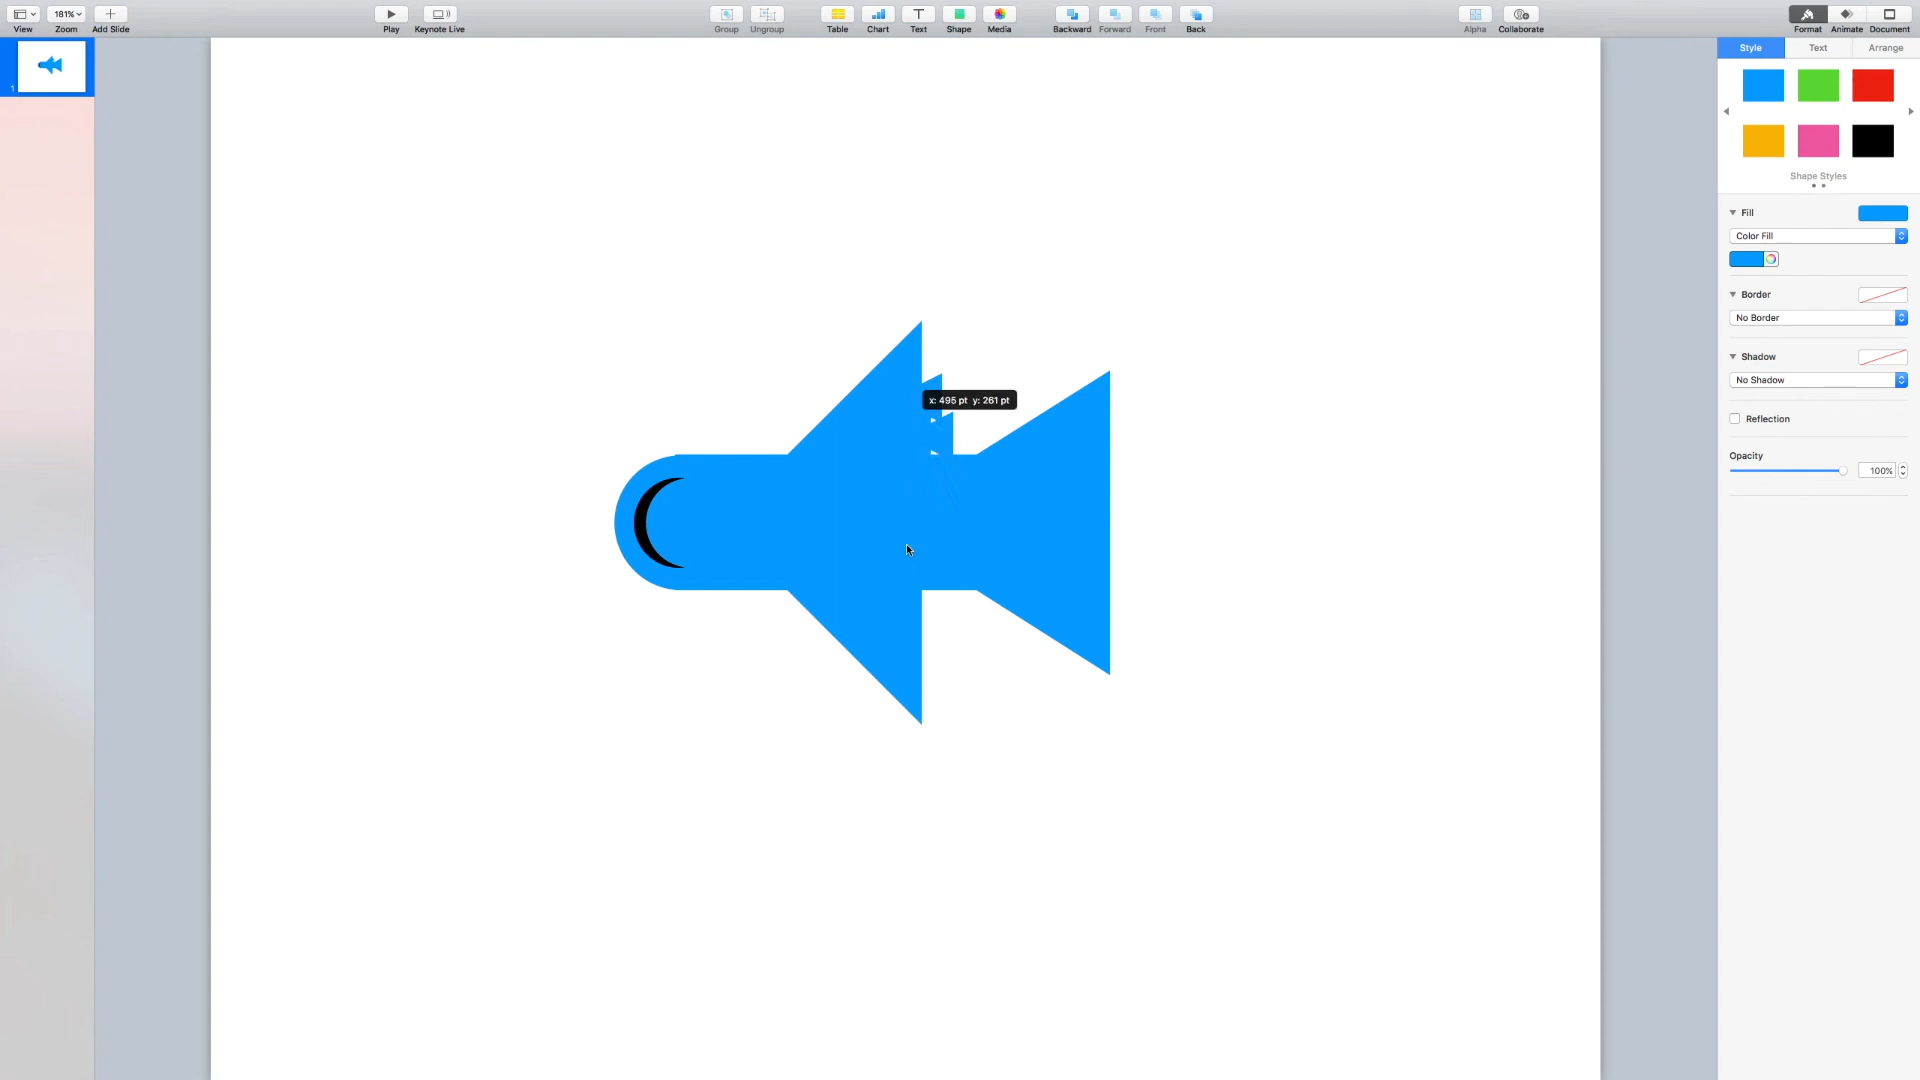 View
181%
Zoom
Add Slide
Play
Keynote Live
Group
Ungroup
Table
Chart
Text
Shape
Media
Backward
Forward
Front
Back
Alpha
Collaborate
Format
Animate
Document
1
Style
Text
Arrange
Shape Styles
Fill
Color Fill
Border
No Border
Shadow
No Shadow
Reflection
Opacity
100%
x: 495 pt y: 261 pt